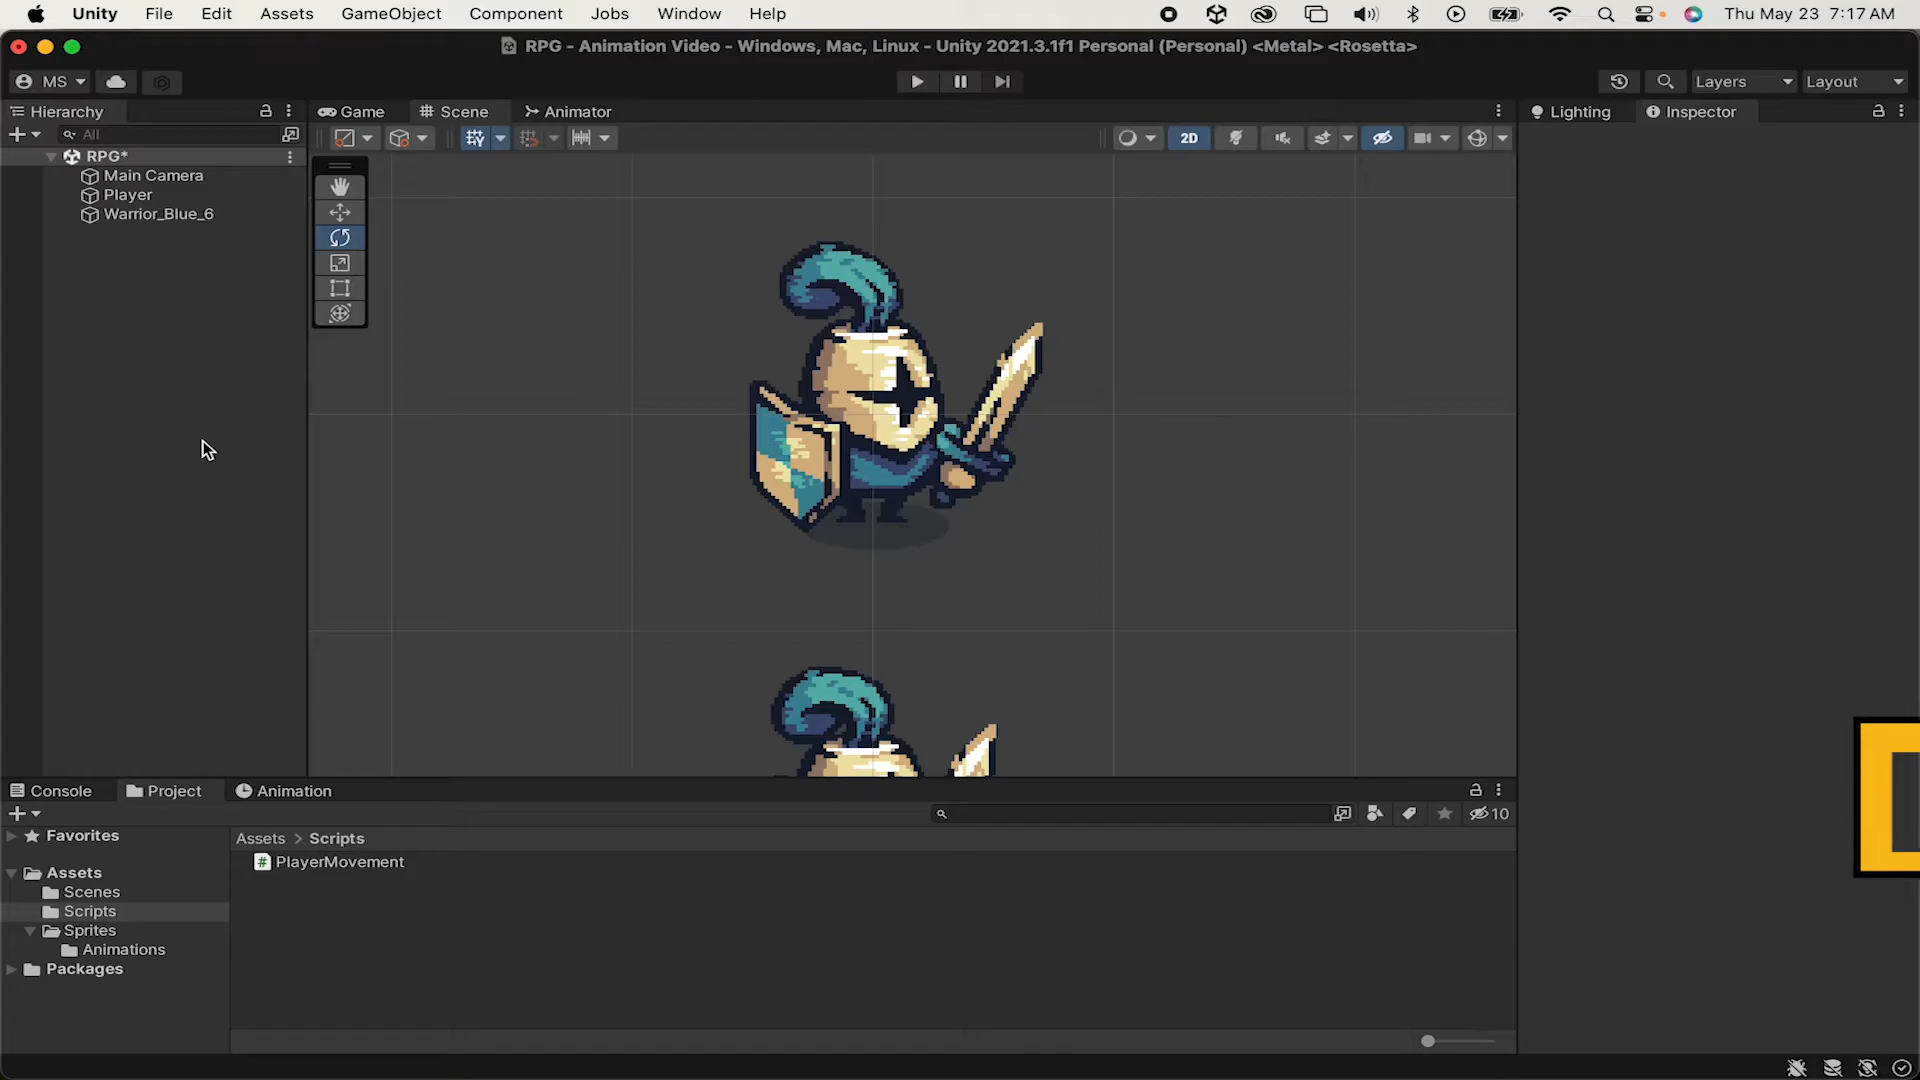 Unity File Edit Assets GameObject Component Jobs Window Help Thu May 23 7:17 AM
RPG - Animation Video - Windows, Mac, Linux - Unity 2021.3.1f1 Personal (Personal) <Metal> <Rosetta>
MS Layers Layout
Hierarchy Game Scene Animator Lighting Inspector
All 2D
RPG*
Main Camera
Player
Warrior_Blue_6
Console Project Animation
10
Favorites Assets > Scripts
PlayerMovement
Assets
Scenes
Scripts
Sprites
Animations
Packages